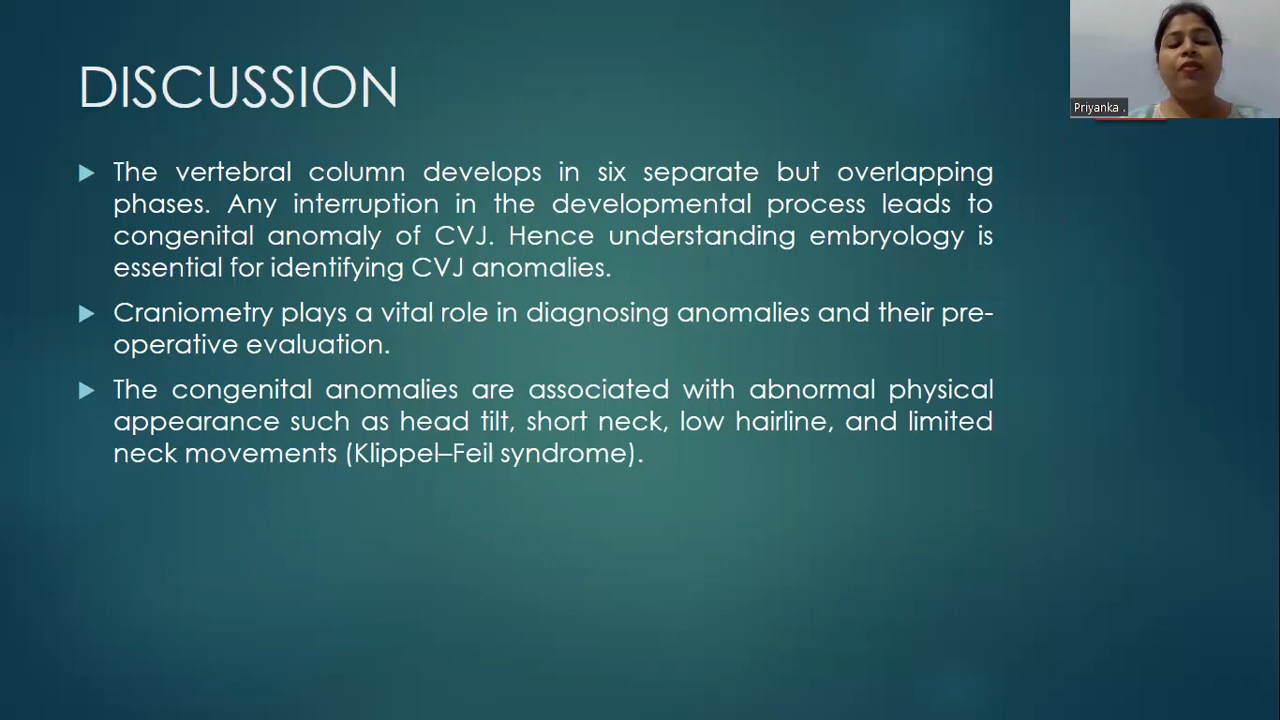 DISCUSSION
The vertebral column develops in six separate but overlapping
phases. Any interruption in the developmental process leads to
congenital anomaly of CVJ. Hence understanding embryology is
essential for identifying CVJ anomalies.
Craniometry plays a vital role in diagnosing anomalies and their pre-
operative evaluation.
The congenital anomalies are associated with abnormal physical
appearance such as head tilt, short neck, low hairline, and limited
neck movements (Klippel–Feil syndrome).
Priyanka .